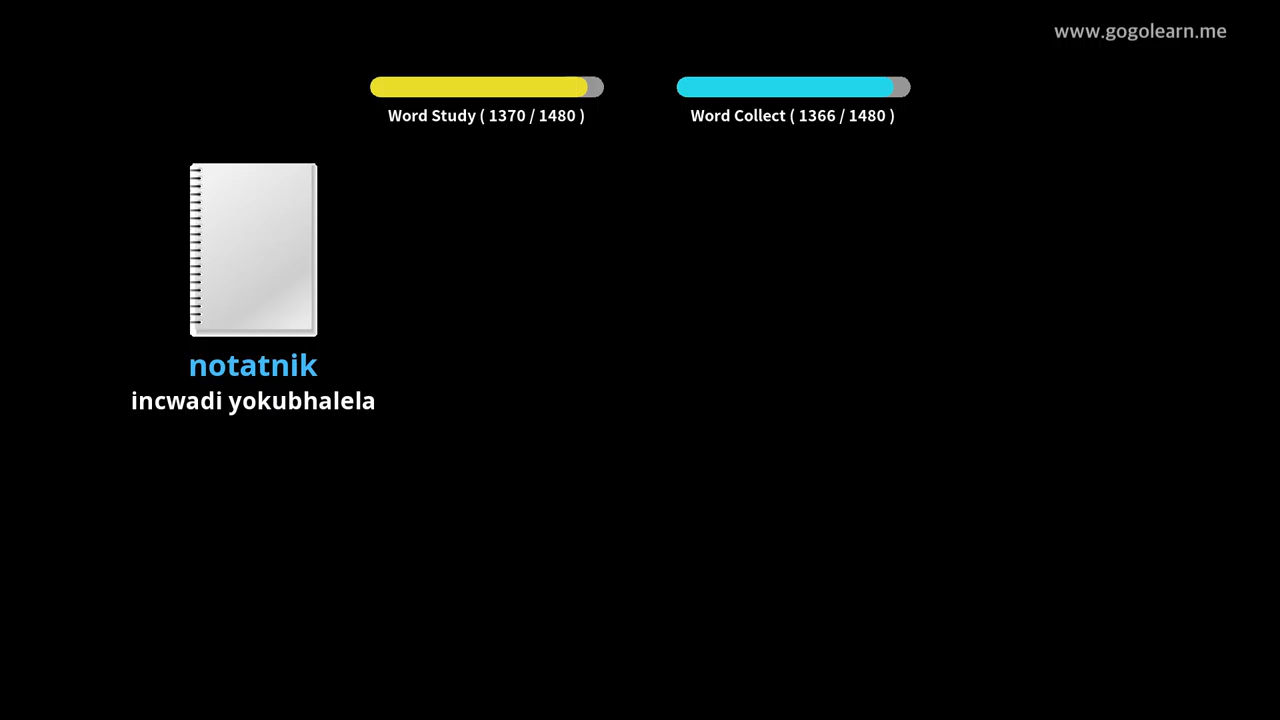 www.gogolearn.me
Word Study ( 1370 / 1480 )
Word Collect ( 1366 / 1480 )
notatnik
incwadi yokubhalela